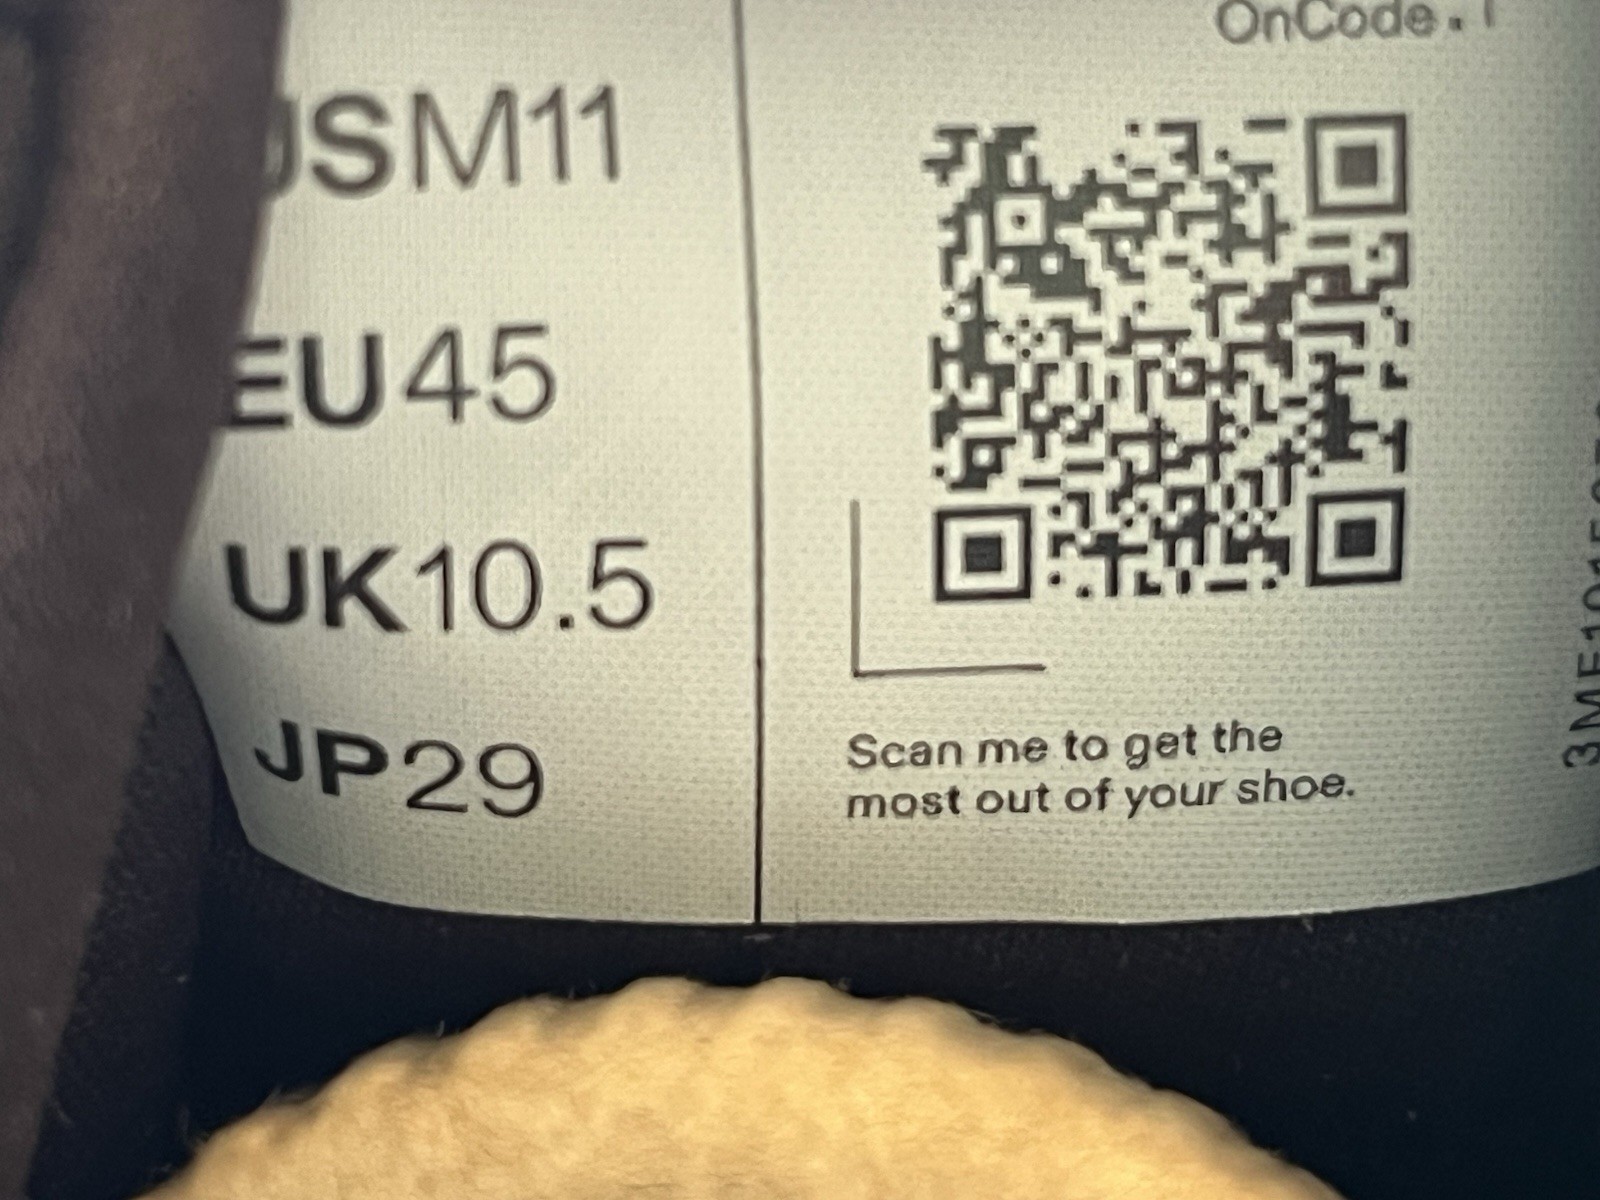 USM11
EU45
UK10.5
JP29
OnCode.
Scan me to get the
most out of your shoe.